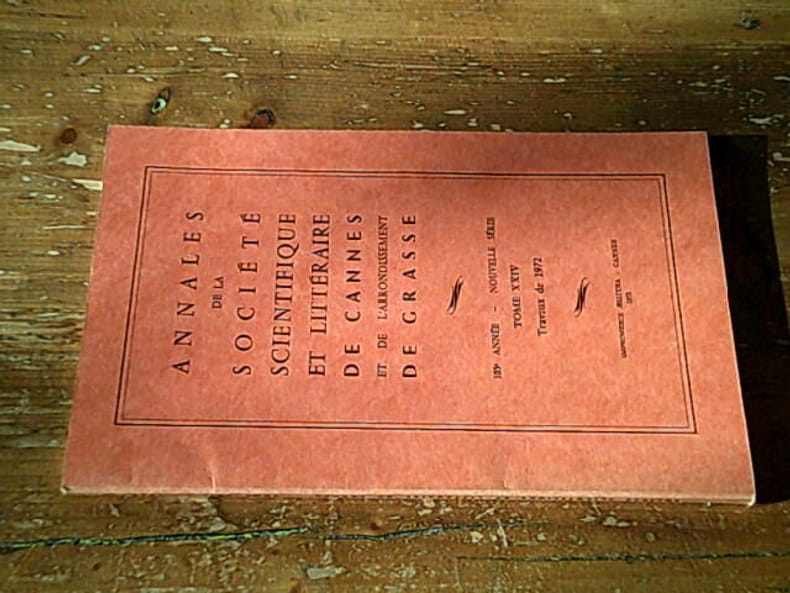 ANNALES
DE LA
SOCIÉTÉ
SCIENTIFIQUE
ET LITTÉRAIRE
DE CANNES
ET DE L'ARRONDISSEMENT
DE GRASSE
ANNÉE - NOUVELLE SÉRIE
TOME XXIV
Travaux de 1972
CANNES